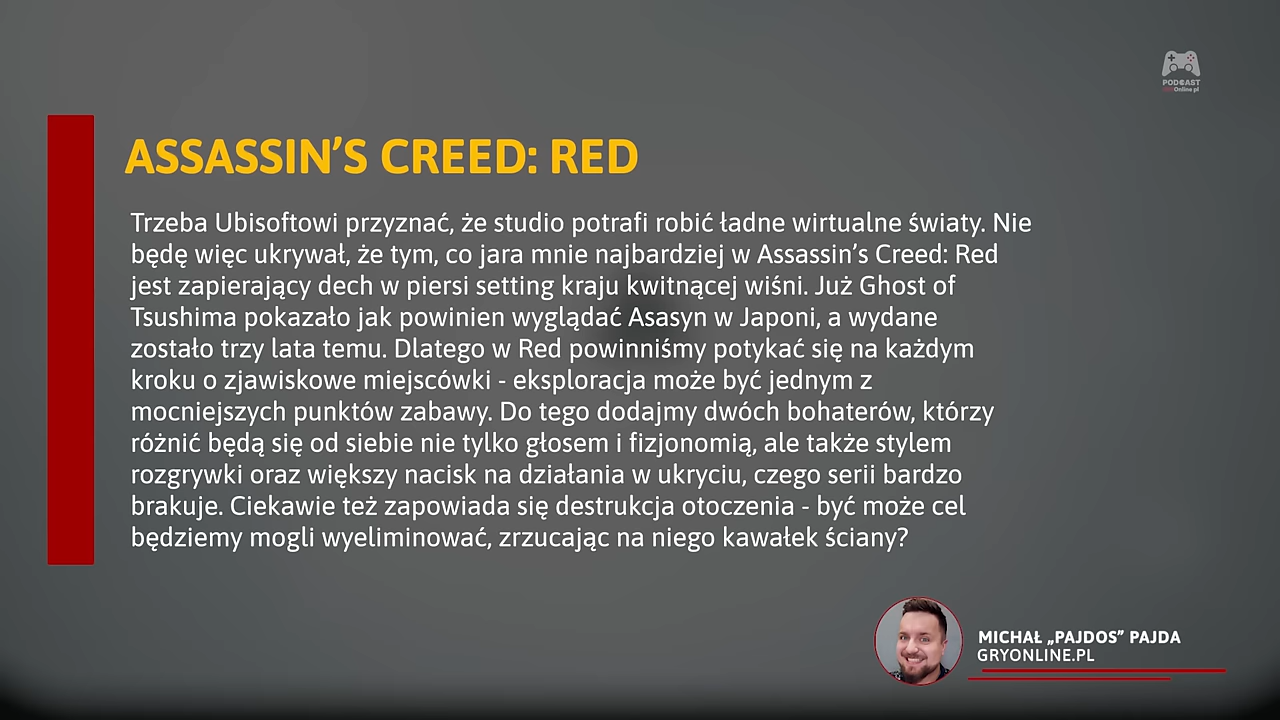 PODCAST
GRYOnline.pl
ASSASSIN’S CREED: RED
Trzeba Ubisoftowi przyznać, że studio potrafi robić ładne wirtualne światy. Nie
będę więc ukrywał, że tym, co jara mnie najbardziej w Assassin’s Creed: Red
jest zapierający dech w piersi setting kraju kwitnącej wiśni. Już Ghost of
Tsushima pokazało jak powinien wyglądać Asasyn w Japoni, a wydane
zostało trzy lata temu. Dlatego w Red powinniśmy potykać się na każdym
kroku o zjawiskowe miejscówki - eksploracja może być jednym z
mocniejszych punktów zabawy. Do tego dodajmy dwóch bohaterów, którzy
różnić będą się od siebie nie tylko głosem i fizjonomią, ale także stylem
rozgrywki oraz większy nacisk na działania w ukryciu, czego serii bardzo
brakuje. Ciekawie też zapowiada się destrukcja otoczenia - być może cel
będziemy mogli wyeliminować, zrzucając na niego kawałek ściany?
MICHAŁ „PAJDOS” PAJDA
GRYONLINE.PL